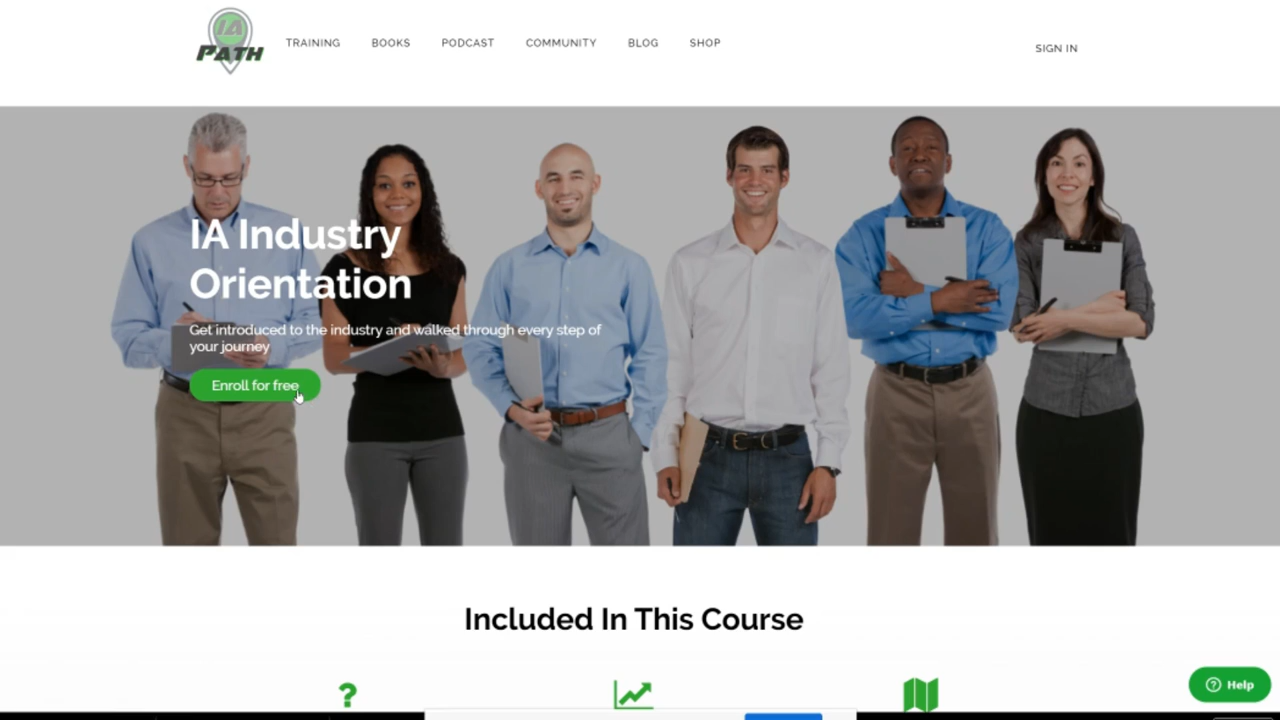 IA
PATH
TRAINING
BOOKS
PODCAST
COMMUNITY
BLOG
SHOP
SIGN IN
IA Industry
Orientation
Get introduced to the industry and walked through every step of
your journey
Enroll for free
Included In This Course
? Help